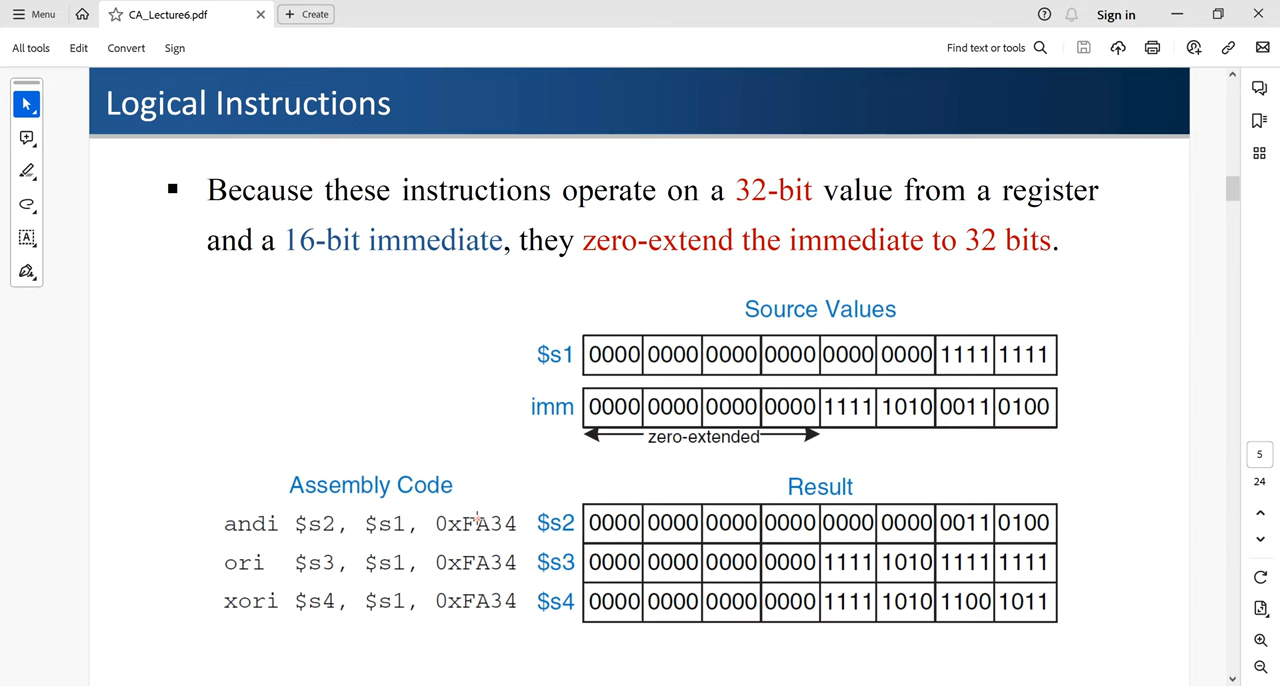 Menu CA_Lecture6.pdf Create Sign in
All tools Edit Convert Sign Find text or tools
Logical Instructions
Because these instructions operate on a 32-bit value from a register
and a 16-bit immediate, they zero-extend the immediate to 32 bits.
Source Values
$s1 0000 0000 0000 0000 0000 0000 1111 1111
imm 0000 0000 0000 0000 1111 1010 0011 0100
zero-extended
5
24
Assembly Code Result
andi $s2, $s1, 0xFA34 $s2 0000 0000 0000 0000 0000 0000 0011 0100
ori $s3, $s1, 0xFA34 $s3 0000 0000 0000 0000 1111 1010 1111 1111
xori $s4, $s1, 0xFA34 $s4 0000 0000 0000 0000 1111 1010 1100 1011